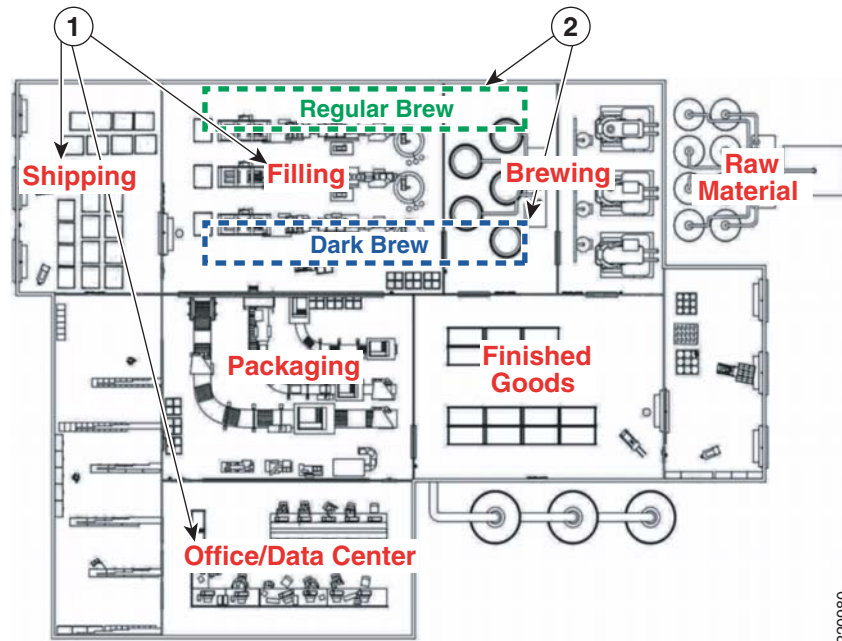 1
2
Regular Brew
Shipping
Filling
Brewing
Raw
Material
Dark Brew
Packaging
Finished
Goods
Office/Data Center